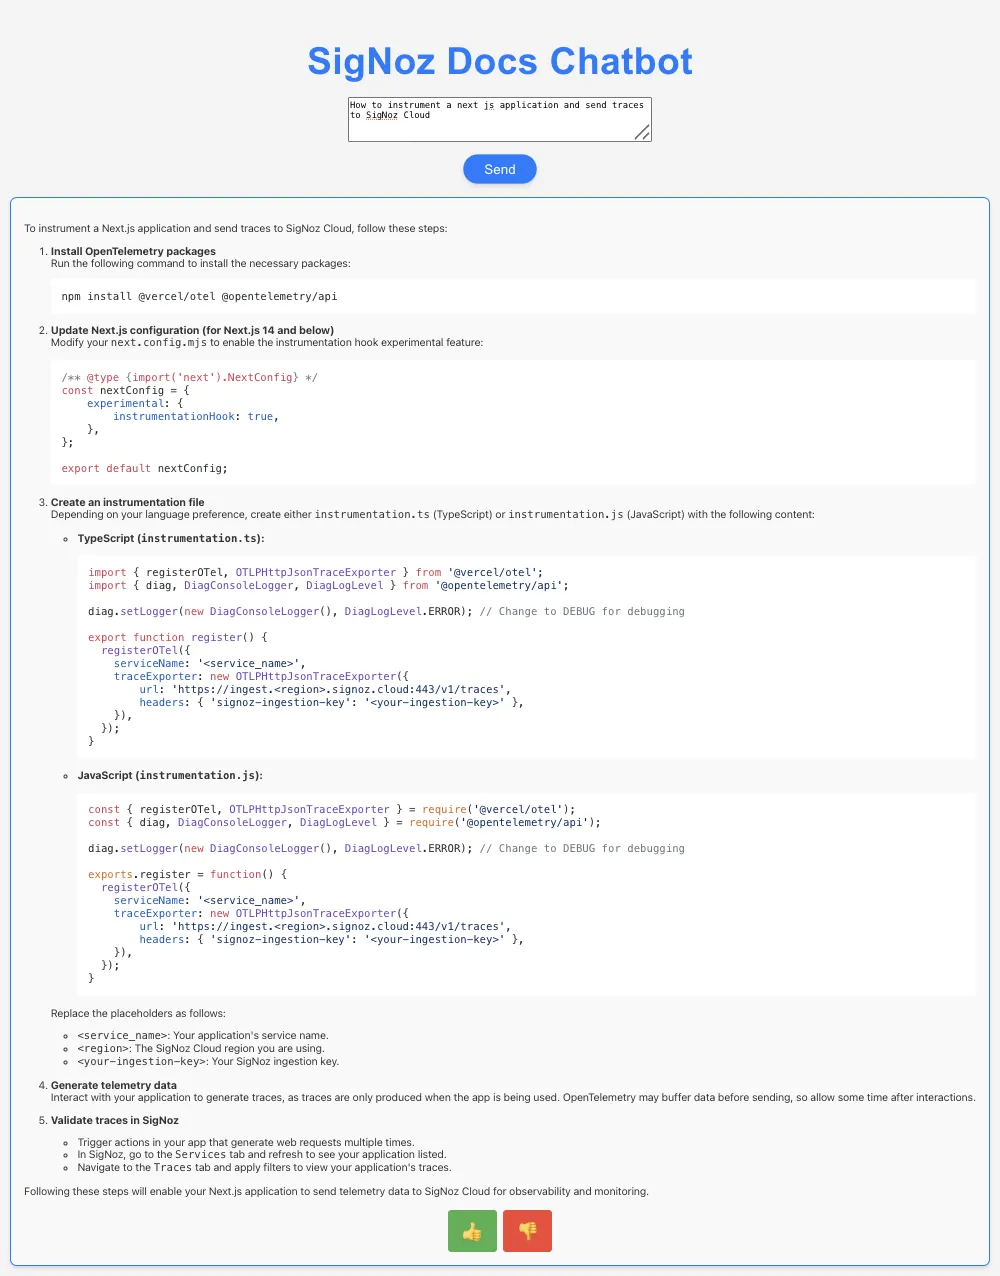 SigNoz Docs Chatbot
How to instrument a next js application and send traces
to SigNoz Cloud
Send
To instrument a Next.js application and send traces to SigNoz Cloud, follow these steps:
1. Install OpenTelemetry packages
Run the following command to install the necessary packages:
npm install @vercel/otel @opentelemetry/api
2. Update Next.js configuration (for Next.js 14 and below)
Modify your next.config.mjs to enable the instrumentation hook experimental feature:
/** @type {import('next').NextConfig} */
const nextConfig = {
    experimental: {
        instrumentationHook: true,
    },
};
export default nextConfig;
3. Create an instrumentation file
Depending on your language preference, create either instrumentation.ts (TypeScript) or instrumentation.js (JavaScript) with the following content:
TypeScript (instrumentation.ts):
import { registerOTel, OTLPHttpJsonTraceExporter } from '@vercel/otel';
import { diag, DiagConsoleLogger, DiagLogLevel } from '@opentelemetry/api';
diag.setLogger(new DiagConsoleLogger(), DiagLogLevel.ERROR); // Change to DEBUG for debugging
export function register() {
  registerOTel({
    serviceName: '<service_name>',
    traceExporter: new OTLPHttpJsonTraceExporter({
        url: 'https://ingest.<region>.signoz.cloud:443/v1/traces',
        headers: { 'signoz-ingestion-key': '<your-ingestion-key>' },
    }),
  });
}
JavaScript (instrumentation.js):
const { registerOTel, OTLPHttpJsonTraceExporter } = require('@vercel/otel');
const { diag, DiagConsoleLogger, DiagLogLevel } = require('@opentelemetry/api');
diag.setLogger(new DiagConsoleLogger(), DiagLogLevel.ERROR); // Change to DEBUG for debugging
exports.register = function() {
  registerOTel({
    serviceName: '<service_name>',
    traceExporter: new OTLPHttpJsonTraceExporter({
        url: 'https://ingest.<region>.signoz.cloud:443/v1/traces',
        headers: { 'signoz-ingestion-key': '<your-ingestion-key>' },
    }),
  });
}
Replace the placeholders as follows:
<service_name>: Your application's service name.
<region>: The SigNoz Cloud region you are using.
<your-ingestion-key>: Your SigNoz ingestion key.
4. Generate telemetry data
Interact with your application to generate traces, as traces are only produced when the app is being used. OpenTelemetry may buffer data before sending, so allow some time after interactions.
5. Validate traces in SigNoz
Trigger actions in your app that generate web requests multiple times.
In SigNoz, go to the Services tab and refresh to see your application listed.
Navigate to the Traces tab and apply filters to view your application's traces.
Following these steps will enable your Next.js application to send telemetry data to SigNoz Cloud for observability and monitoring.